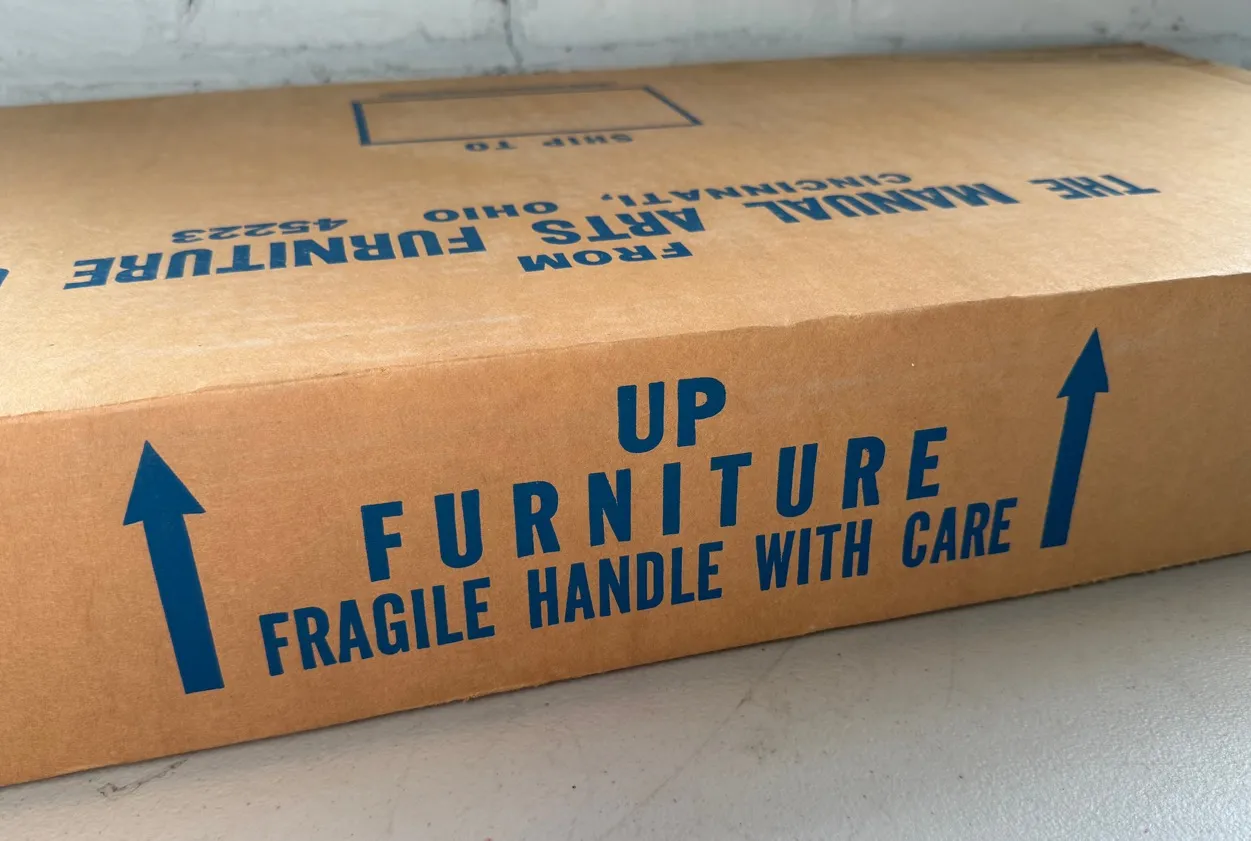 FROM
THE MANUAL ARTS FURNITURE
CINCINNATI, OHIO 45223
SHIP TO
UP
FURNITURE
FRAGILE HANDLE WITH CARE